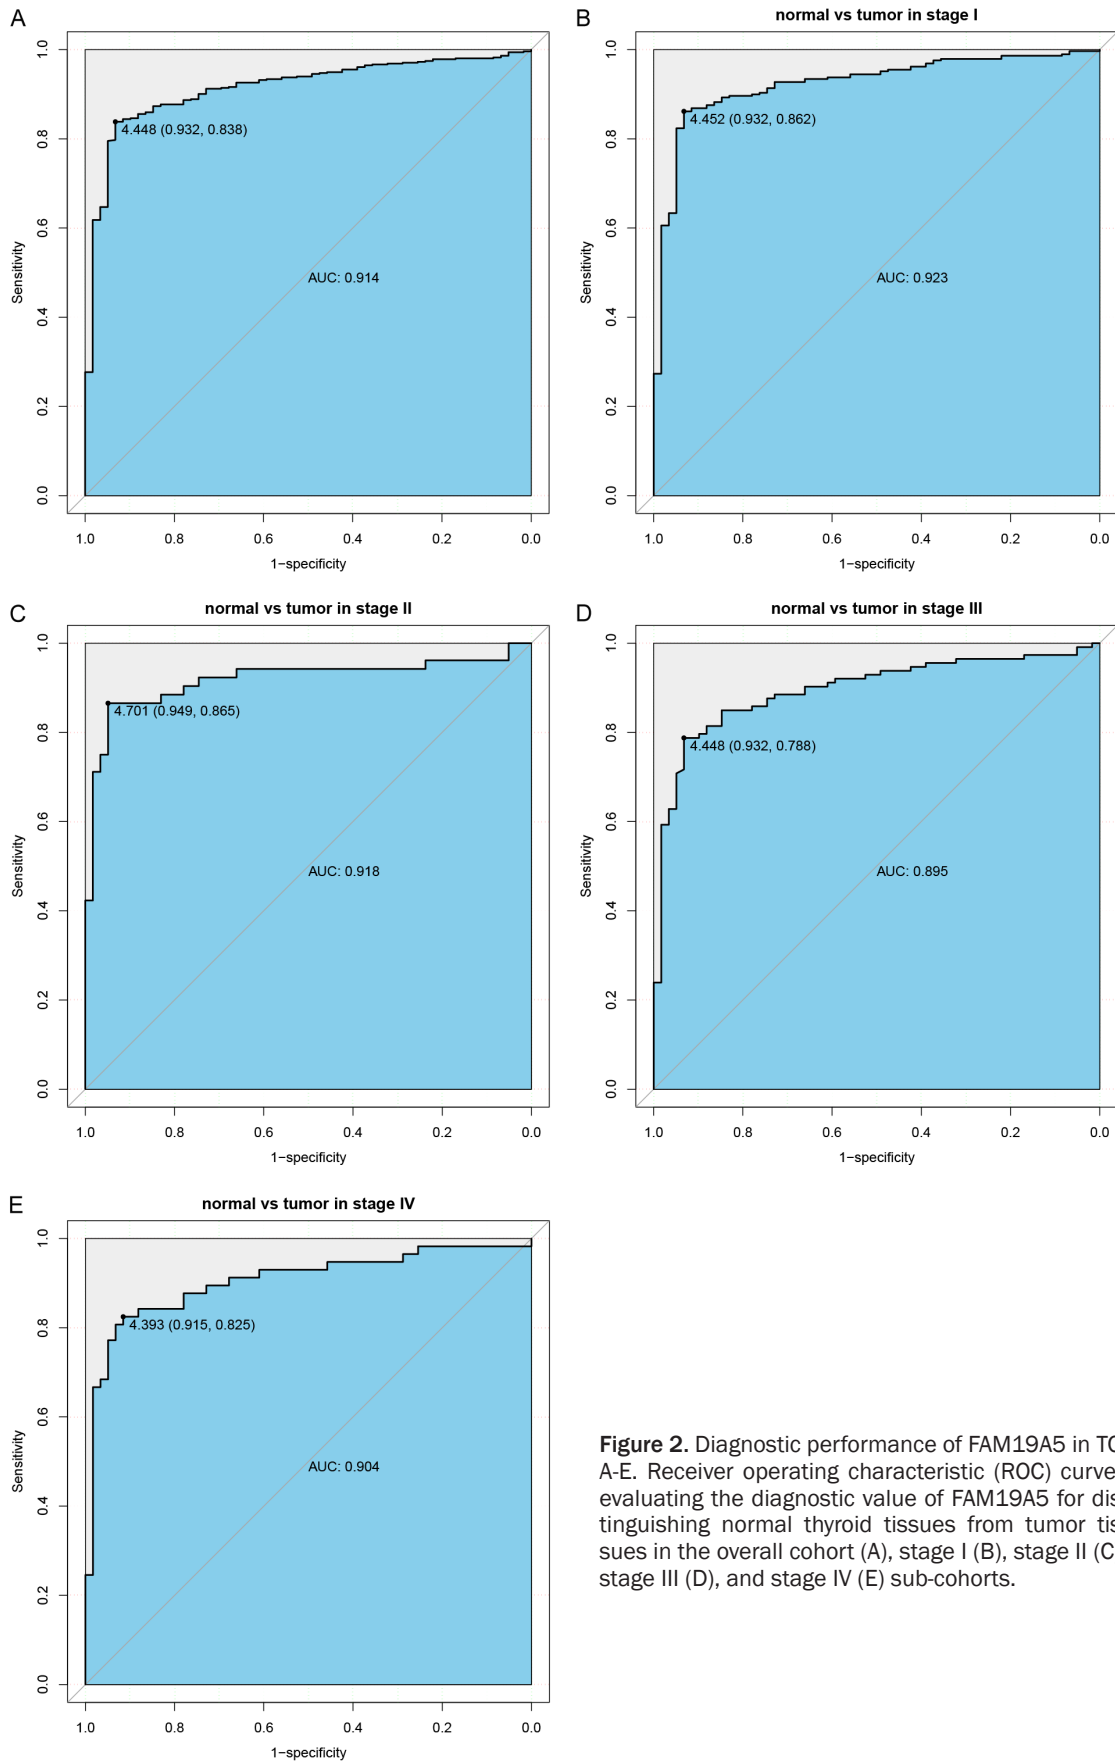 A
1.0
0.8
0.6
0.4
0.2
0.0
Sensitivity
4.448 (0.932, 0.838)
AUC: 0.914
1.0 0.8 0.6 0.4 0.2 0.0
1-specificity
B
normal vs tumor in stage I
1.0
0.8
0.6
0.4
0.2
0.0
Sensitivity
4.452 (0.932, 0.862)
AUC: 0.923
1.0 0.8 0.6 0.4 0.2 0.0
1-specificity
C
normal vs tumor in stage II
1.0
0.8
0.6
0.4
0.2
0.0
Sensitivity
4.701 (0.949, 0.865)
AUC: 0.918
1.0 0.8 0.6 0.4 0.2 0.0
1-specificity
D
normal vs tumor in stage III
1.0
0.8
0.6
0.4
0.2
0.0
Sensitivity
4.448 (0.932, 0.788)
AUC: 0.895
1.0 0.8 0.6 0.4 0.2 0.0
1-specificity
E
normal vs tumor in stage IV
1.0
0.8
0.6
0.4
0.2
0.0
Sensitivity
4.393 (0.915, 0.825)
AUC: 0.904
1.0 0.8 0.6 0.4 0.2 0.0
1-specificity
Figure 2. Diagnostic performance of FAM19A5 in
A-E. Receiver operating characteristic (ROC) curve
evaluating the diagnostic value of FAM19A5 for dis
tinguishing normal thyroid tissues from tumor tis
sues in the overall cohort (A), stage I (B), stage II (C
stage III (D), and stage IV (E) sub-cohorts.